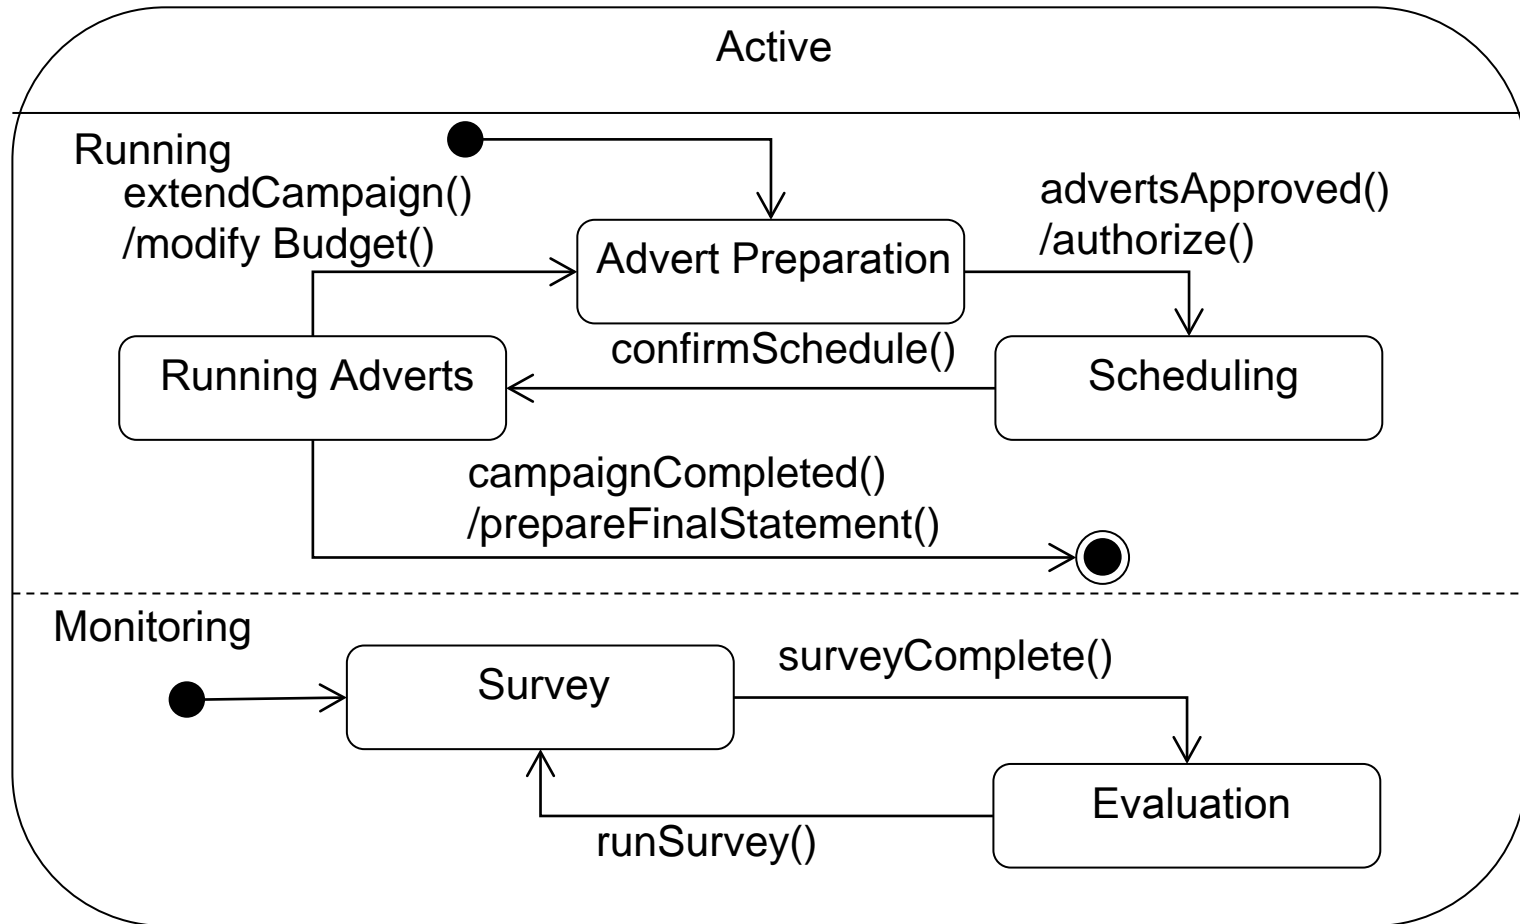 Active
Running
extendCampaign()
/modify Budget()
advertsApproved()
/authorize()
Advert Preparation
confirmSchedule()
Running Adverts
Scheduling
campaignCompleted()
/prepareFinalStatement()
Monitoring
Survey
surveyComplete()
Evaluation
runSurvey()